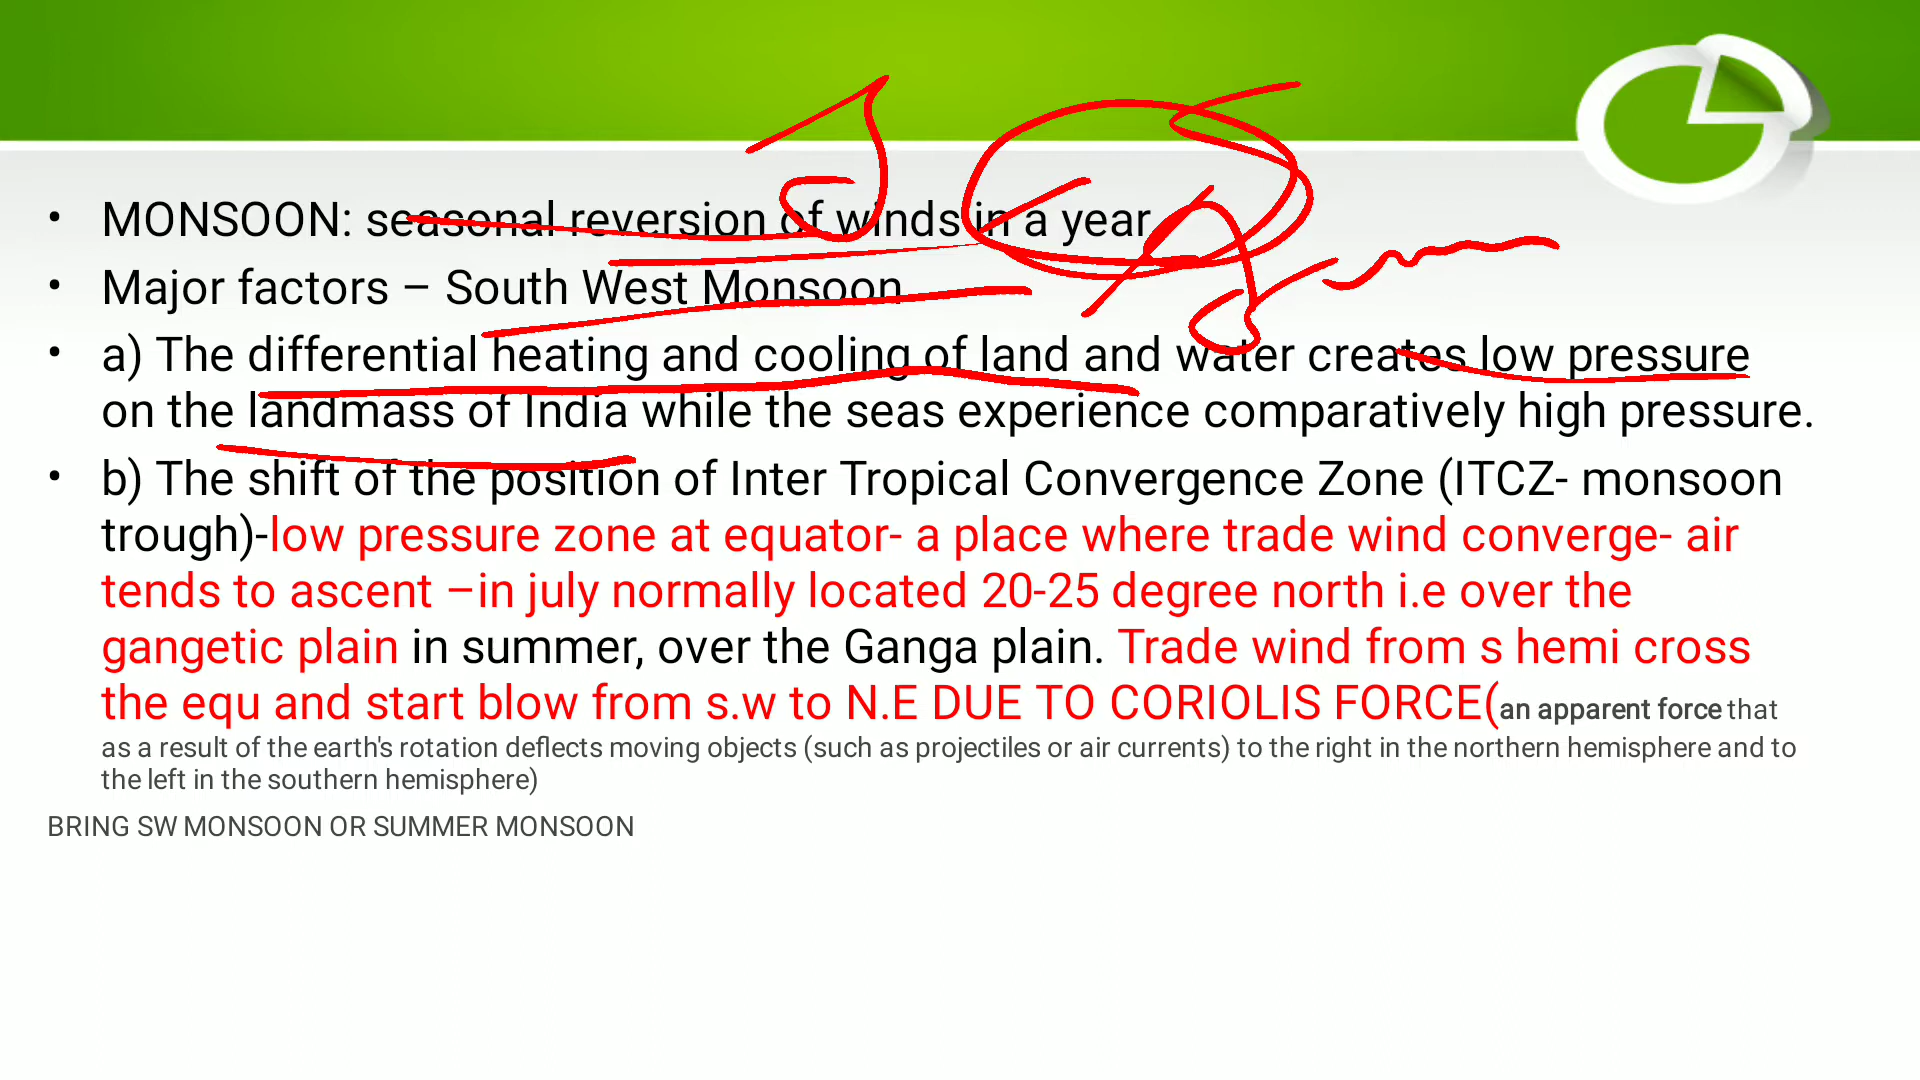 • MONSOON: seasonal reversion of winds in a year
• Major factors – South West Monsoon
• a) The differential heating and cooling of land and water creates low pressure
on the landmass of India while the seas experience comparatively high pressure.
• b) The shift of the position of Inter Tropical Convergence Zone (ITCZ- monsoon
trough)-low pressure zone at equator- a place where trade wind converge- air
tends to ascent –in july normally located 20-25 degree north i.e over the
gangetic plain in summer, over the Ganga plain. Trade wind from s hemi cross
the equ and start blow from s.w to N.E DUE TO CORIOLIS FORCE(an apparent force that
as a result of the earth's rotation deflects moving objects (such as projectiles or air currents) to the right in the northern hemisphere and to
the left in the southern hemisphere)
BRING SW MONSOON OR SUMMER MONSOON